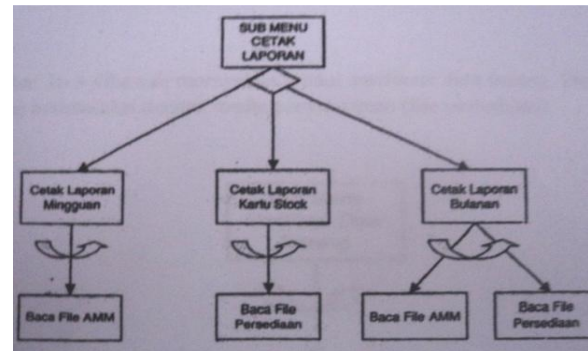 SUB MENU
CETAK
LAPORAN
Cetak Laporan
Mingguan
Cetak Laporan
Kartu Stock
Cetak Laporan
Bulanan
Baca File AMM
Baca File
Persediaan
Baca File AMM
Baca File
Persediaan